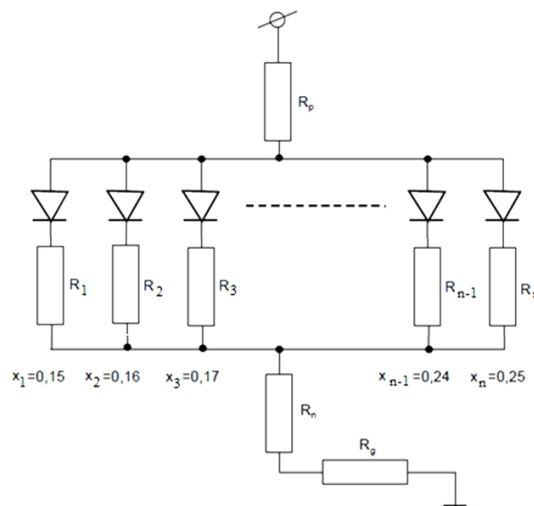 Rp
R1
R2
R3
Rn-1
x1=0,15
x2=0,16
x3=0,17
xn-1=0,24
xn=0,25
Rn
Rg